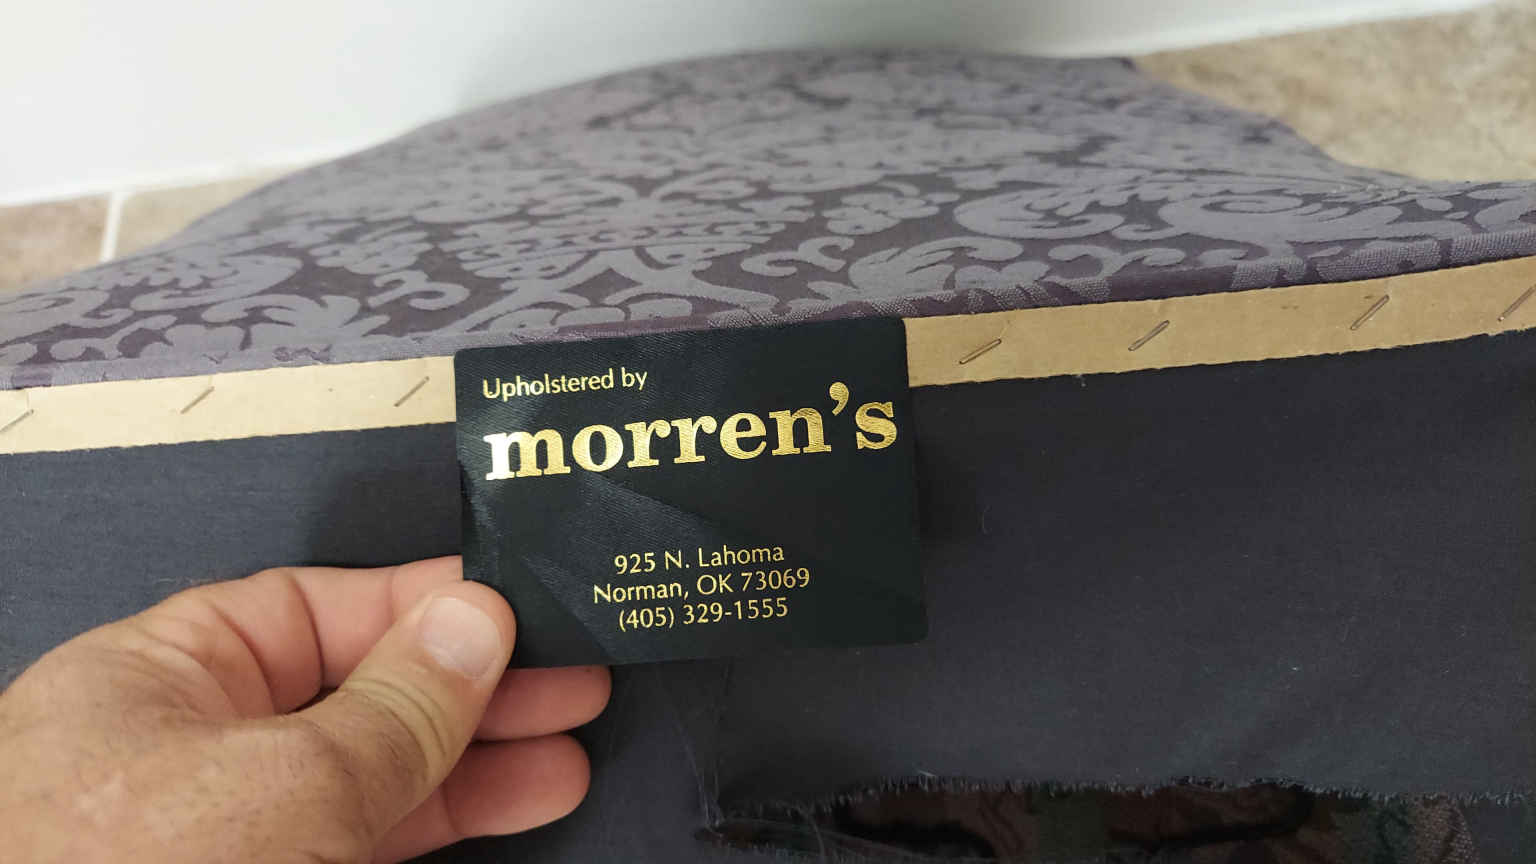 Upholstered by
morren's
925 N. Lahoma
Norman, OK 73069
(405) 329-1555